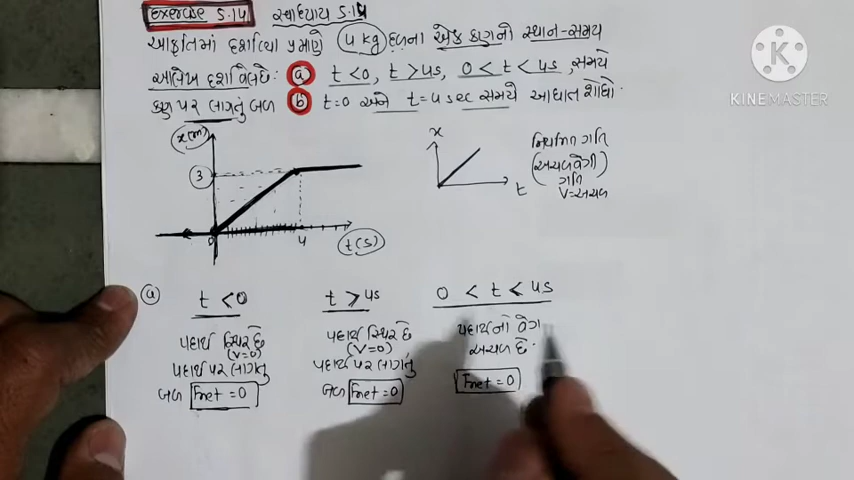 Exercise 5.14 સ્વાધ્યાય 5.14
આકૃતિમાં દર્શાવ્યા પ્રમાણે 4 kg દળના એક કણનો સ્થાન-સમય
આલેખ દર્શાવેલ છે. (a) t < 0, t > 4s, 0 < t < 4s, સમયે
કણ પર લાગતું બળ (b) t=0 અને t=4 sec સમયે આઘાત શોધો.
x(m)
3
0
4
t(s)
x
t
નિયમિત ગતિ
(અચળવેગી)
ગતિ
V=અચળ
(a)
t < 0
પદાર્થ સ્થિર છે
(V=0)
પદાર્થ પર લાગતું
બળ Fnet = 0
t > 4s
પદાર્થ સ્થિર છે
(V=0)
પદાર્થ પર લાગતું
બળ Fnet = 0
0 < t < 4s
પદાર્થનો વેગ
અચળ છે.
Fnet = 0
KINEMASTER